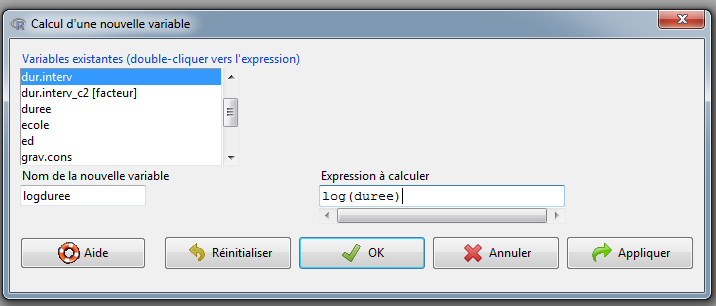 Calcul d'une nouvelle variable
Variables existantes (double-cliquer vers l'expression)
dur.interv
dur.interv_c2 [facteur]
duree
ecole
ed
grav.cons
Nom de la nouvelle variable
Expression à calculer
logduree
log(duree)
Aide
Réinitialiser
OK
Annuler
Appliquer